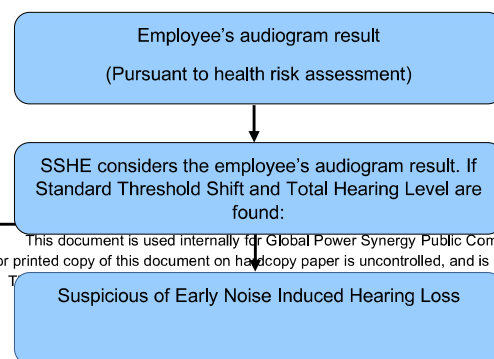 Employee's audiogram result
(Pursuant to health risk assessment)
SSHE considers the employee's audiogram result. If
Standard Threshold Shift and Total Hearing Level are
found:
This document is used internally for Global Power Synergy Public Com
or printed copy of this document on hardcopy paper is uncontrolled, and is
Suspicious of Early Noise Induced Hearing Loss